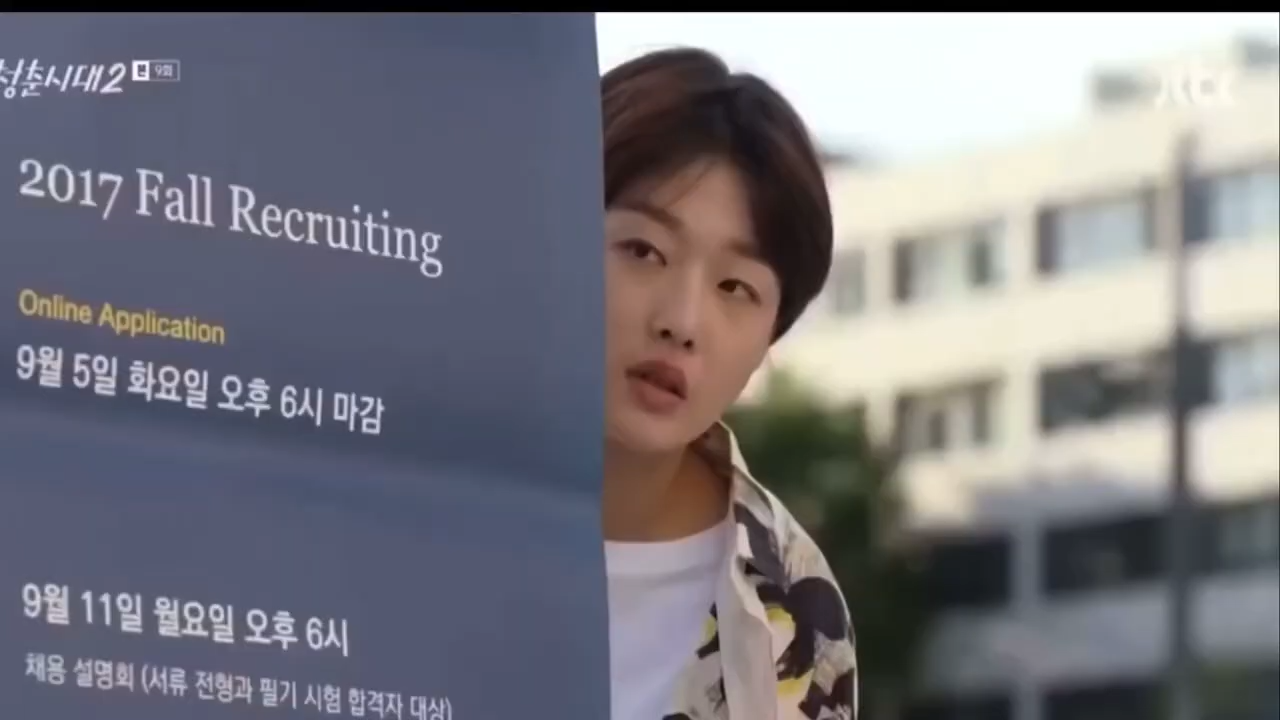 청춘시대2 본 9회
jtbc
2017 Fall Recruiting
Online Application
9월 5일 화요일 오후 6시 마감
9월 11일 월요일 오후 6시
채용 설명회 (서류 전형과 필기 시험 합격자 대상)